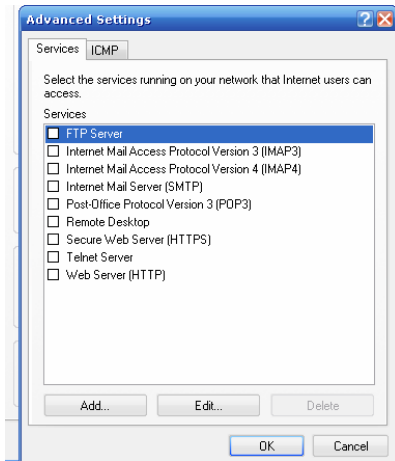 Advanced Settings
Services ICMP
Select the services running on your network that Internet users can
access.
Services
FTP Server
Internet Mail Access Protocol Version 3 (IMAP3)
Internet Mail Access Protocol Version 4 (IMAP4)
Internet Mail Server (SMTP)
Post-Office Protocol Version 3 (POP3)
Remote Desktop
Secure Web Server (HTTPS)
Telnet Server
Web Server (HTTP)
Add... Edit... Delete
OK Cancel